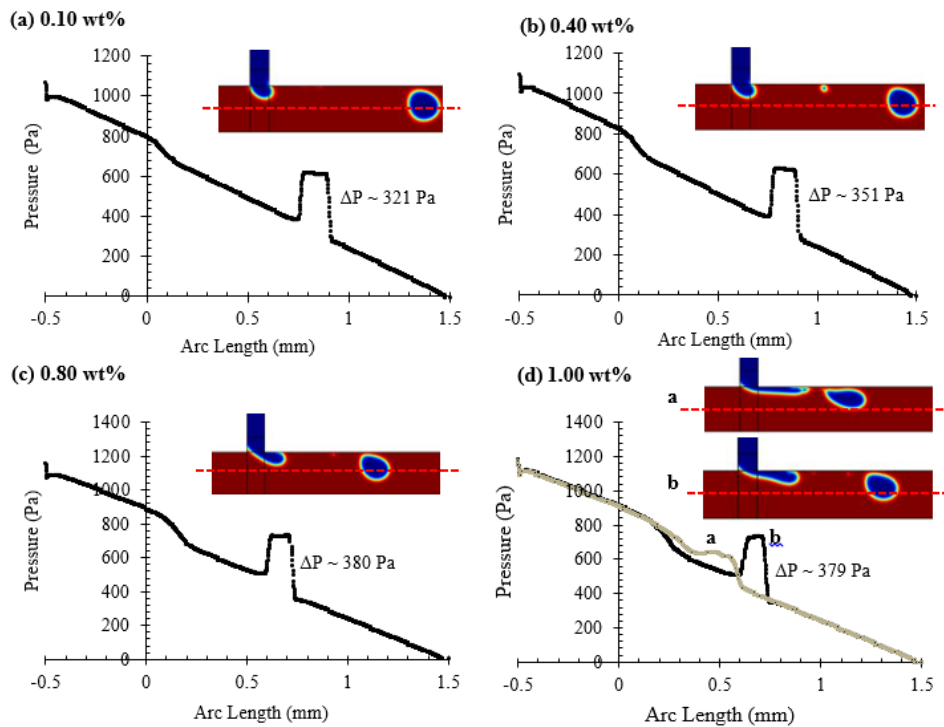 (a) 0.10 wt%
1200
1000
800
600
400
200
0
-0.5
0
0.5
1
1.5
Pressure (Pa)
Arc Length (mm)
ΔP ~ 321 Pa
(b) 0.40 wt%
1200
1000
800
600
400
200
0
-0.5
0
0.5
1
1.5
Pressure (Pa)
Arc Length (mm)
ΔP ~ 351 Pa
(c) 0.80 wt%
1400
1200
1000
800
600
400
200
0
-0.5
0
0.5
1
1.5
Pressure (Pa)
Arc Length (mm)
ΔP ~ 380 Pa
(d) 1.00 wt%
a
b
1400
1200
1000
800
600
400
200
0
-0.5
0
0.5
1
1.5
Pressure (Pa)
Arc Length (mm)
a
b
ΔP ~ 379 Pa